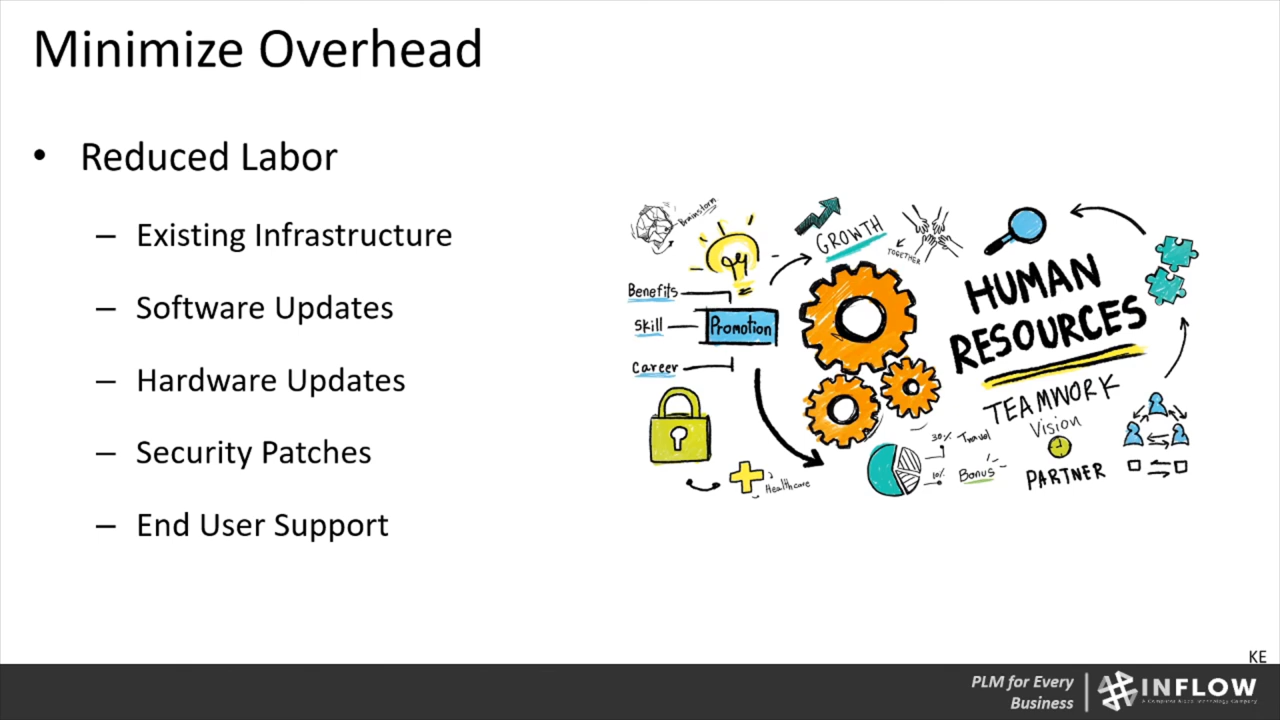 Minimize Overhead
• Reduced Labor
– Existing Infrastructure
– Software Updates
– Hardware Updates
– Security Patches
– End User Support
Brainstorm
GROWTH
TOGETHER
Benefits
Skill
Promotion
Career
HUMAN
RESOURCES
TEAMWORK
Vision
PARTNER
30% Travel
10% Bonus
Healthcare
KE
PLM for Every
Business
INFLOW